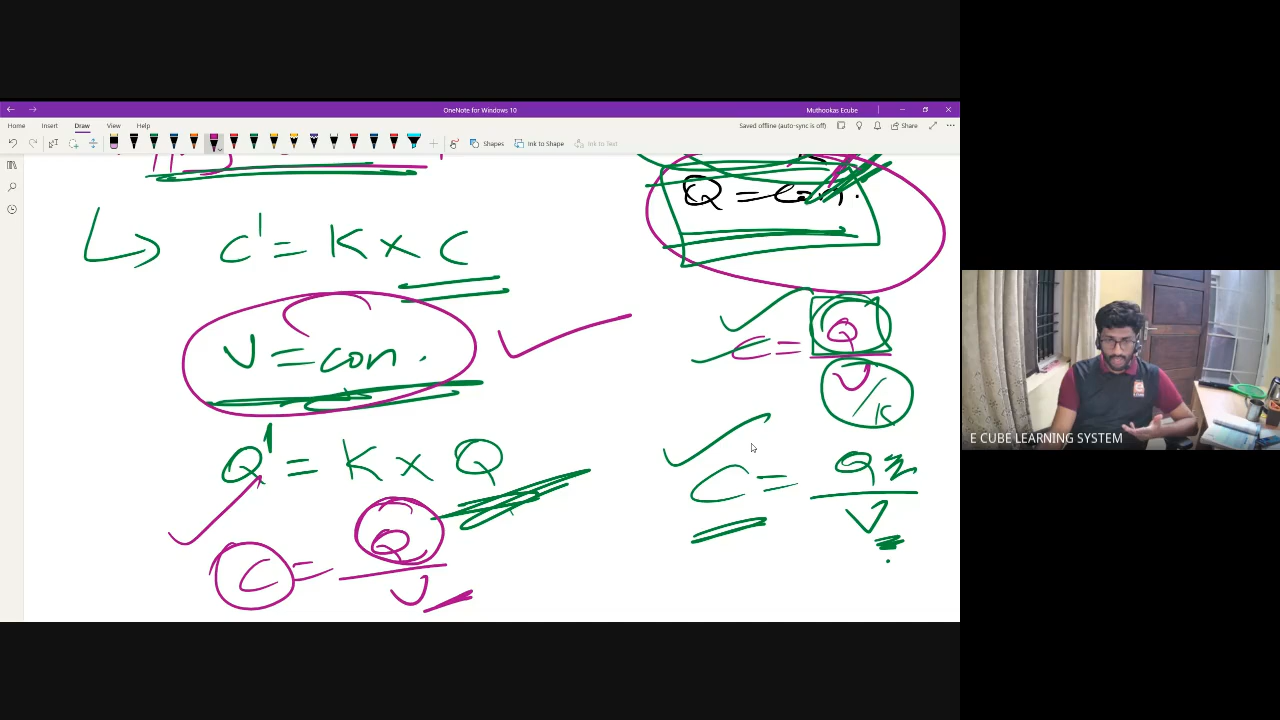 OneNote for Windows 10
Muthookas Ecube
Home Insert Draw View Help
Saved offline (auto-sync is off)
Share
Shapes
Ink to Shape
Ink to Text
Q = con.
C' = K × C
V = con.
C = Q
V/K
Q' = K × Q
C = Q
V
C = Q
V
E CUBE LEARNING SYSTEM